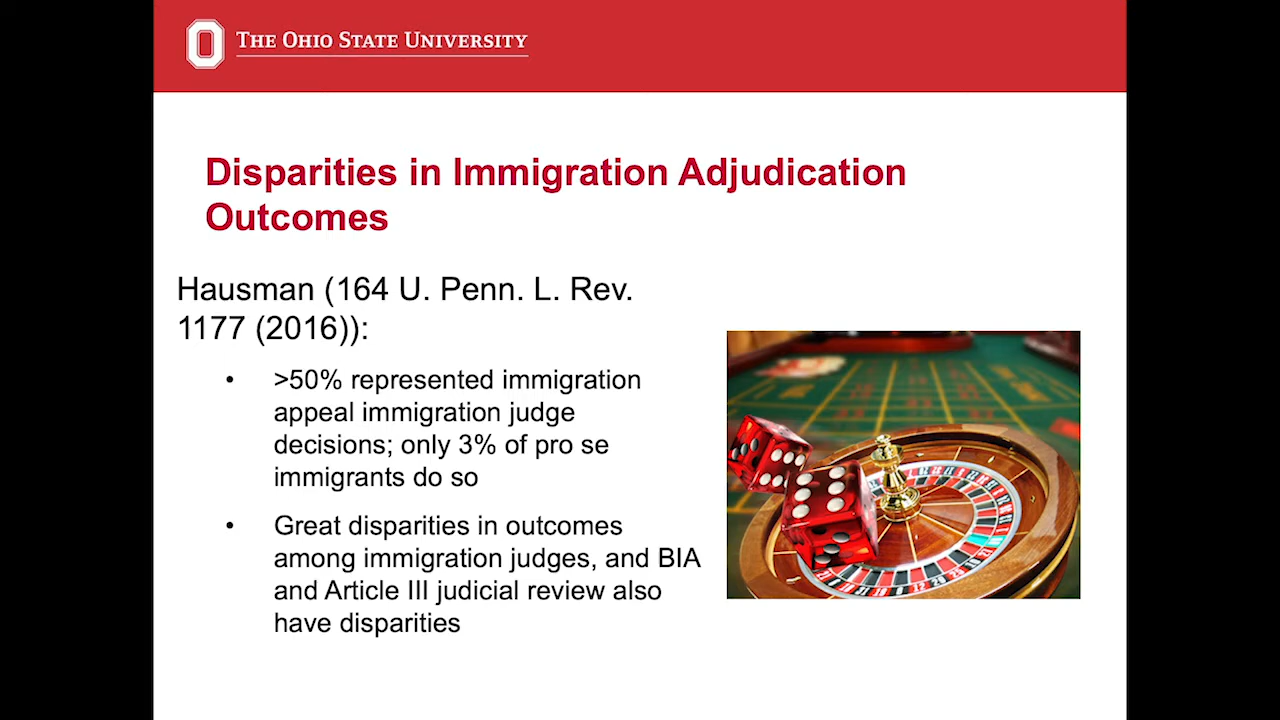 THE OHIO STATE UNIVERSITY
Disparities in Immigration Adjudication
Outcomes
Hausman (164 U. Penn. L. Rev.
1177 (2016)):
• >50% represented immigration
appeal immigration judge
decisions; only 3% of pro se
immigrants do so
• Great disparities in outcomes
among immigration judges, and BIA
and Article III judicial review also
have disparities